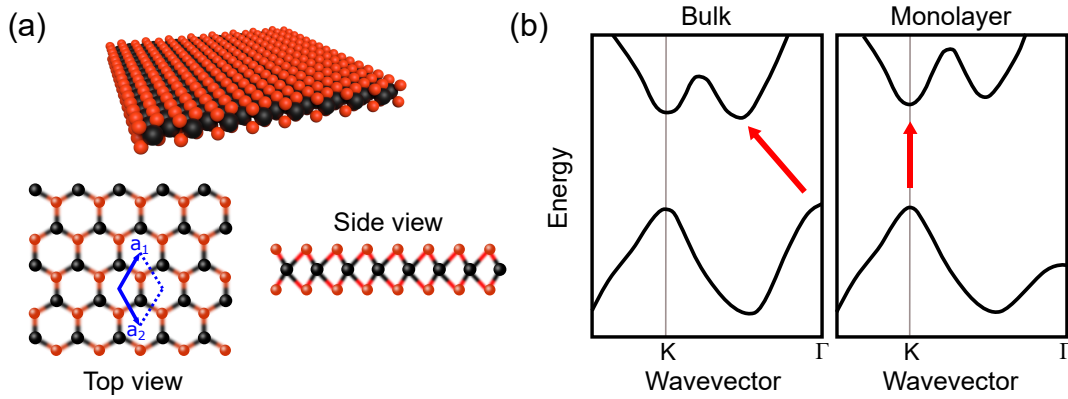 (a)
a1
a2
Top view
Side view
(b)
Bulk
Monolayer
Energy
K
Γ
Wavevector
K
Γ
Wavevector